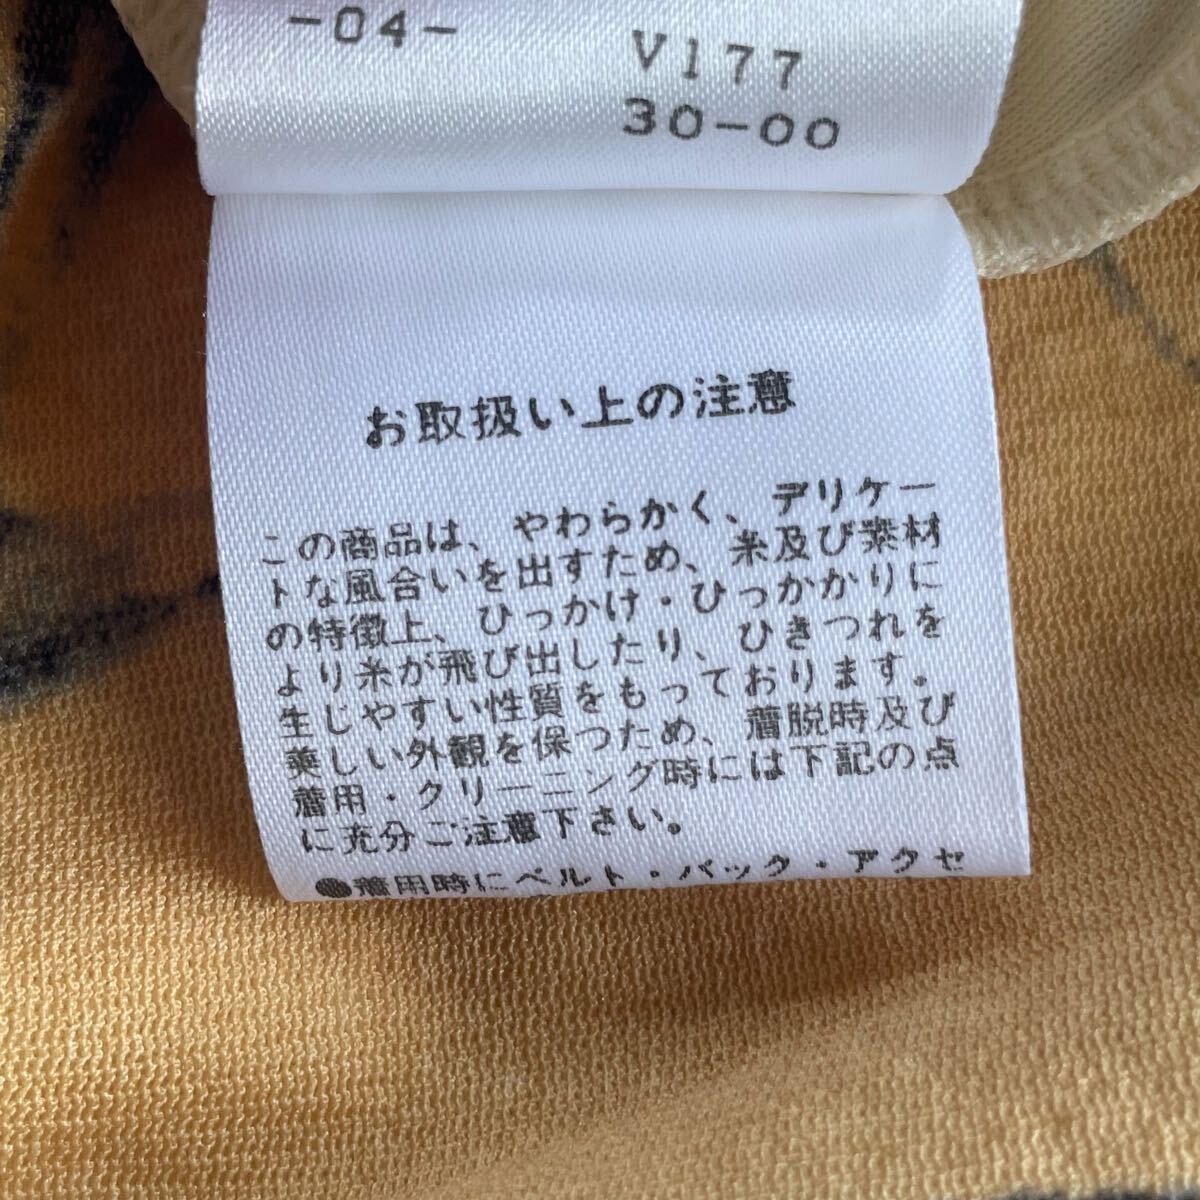 -04-
V177
30-00
お取扱い上の注意
この商品は、やわらかく、デリケー
トな風合いを出すため、糸及び素材
の特徴上、ひっかけ・ひっかかりに
より糸が飛び出したり、ひきつれを
生じやすい性質をもっております。
美しい外観を保つため、着脱時及び
着用・クリーニング時には下記の点
に充分ご注意下さい。
●着用時にベルト・バック・アクセ